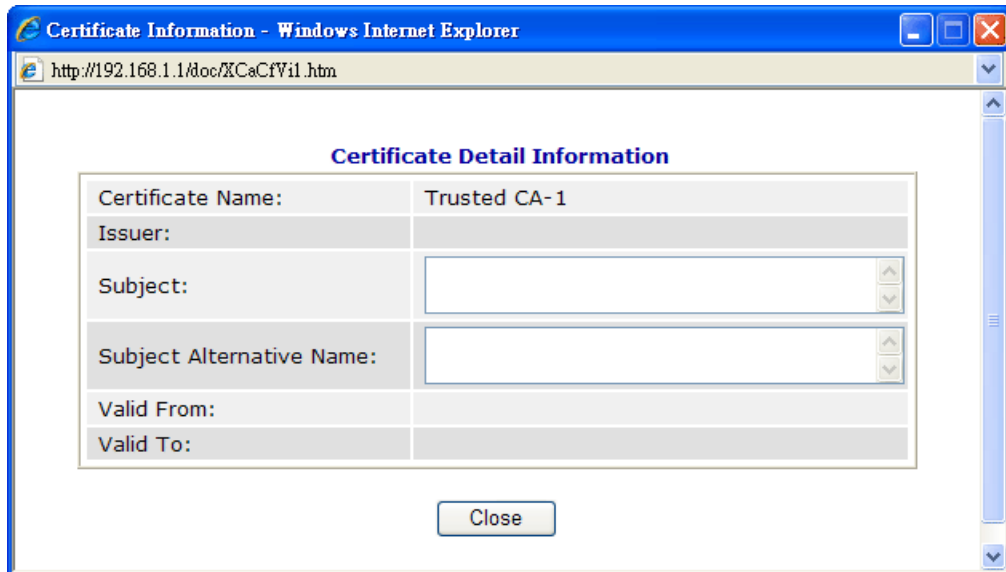 Certificate Information - Windows Internet Explorer
http://192.168.1.1/doc/XCaCfVi1.htm
Certificate Detail Information
Certificate Name: Trusted CA-1
Issuer:
Subject:
Subject Alternative Name:
Valid From:
Valid To:
Close